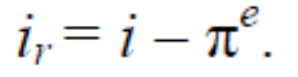 i_r = i − π^e.